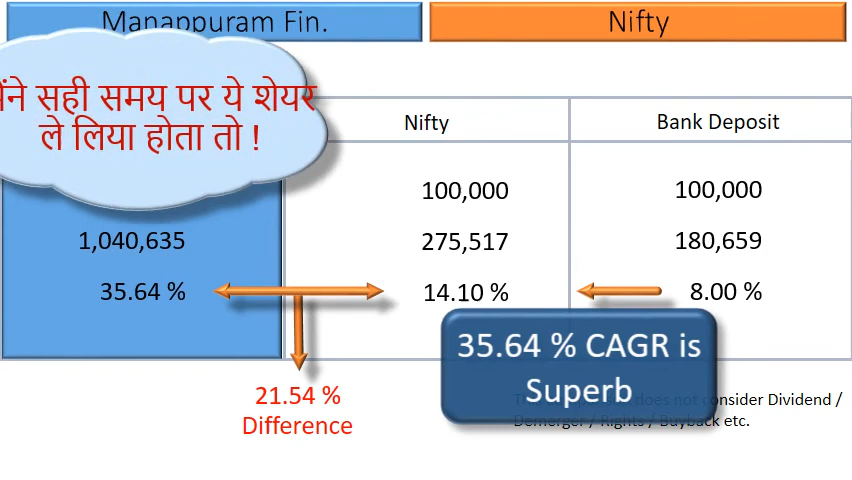 Manappuram Fin.
Nifty
सही समय पर ये शेयर
ले लिया होता तो !
Nifty
Bank Deposit
100,000
100,000
1,040,635
275,517
180,659
35.64 %
14.10 %
8.00 %
35.64 % CAGR is
Superb
21.54 %
Difference
does not consider Dividend /
Demerger / Rights / Buyback etc.